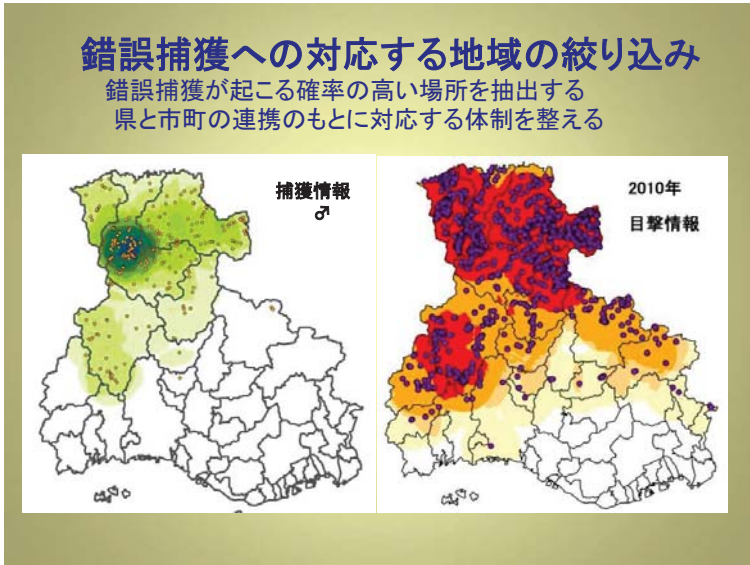 錯誤捕獲への対応する地域の絞り込み
錯誤捕獲が起こる確率の高い場所を抽出する
県と市町の連携のもとに対応する体制を整える
捕獲情報
♂
2010年
目撃情報